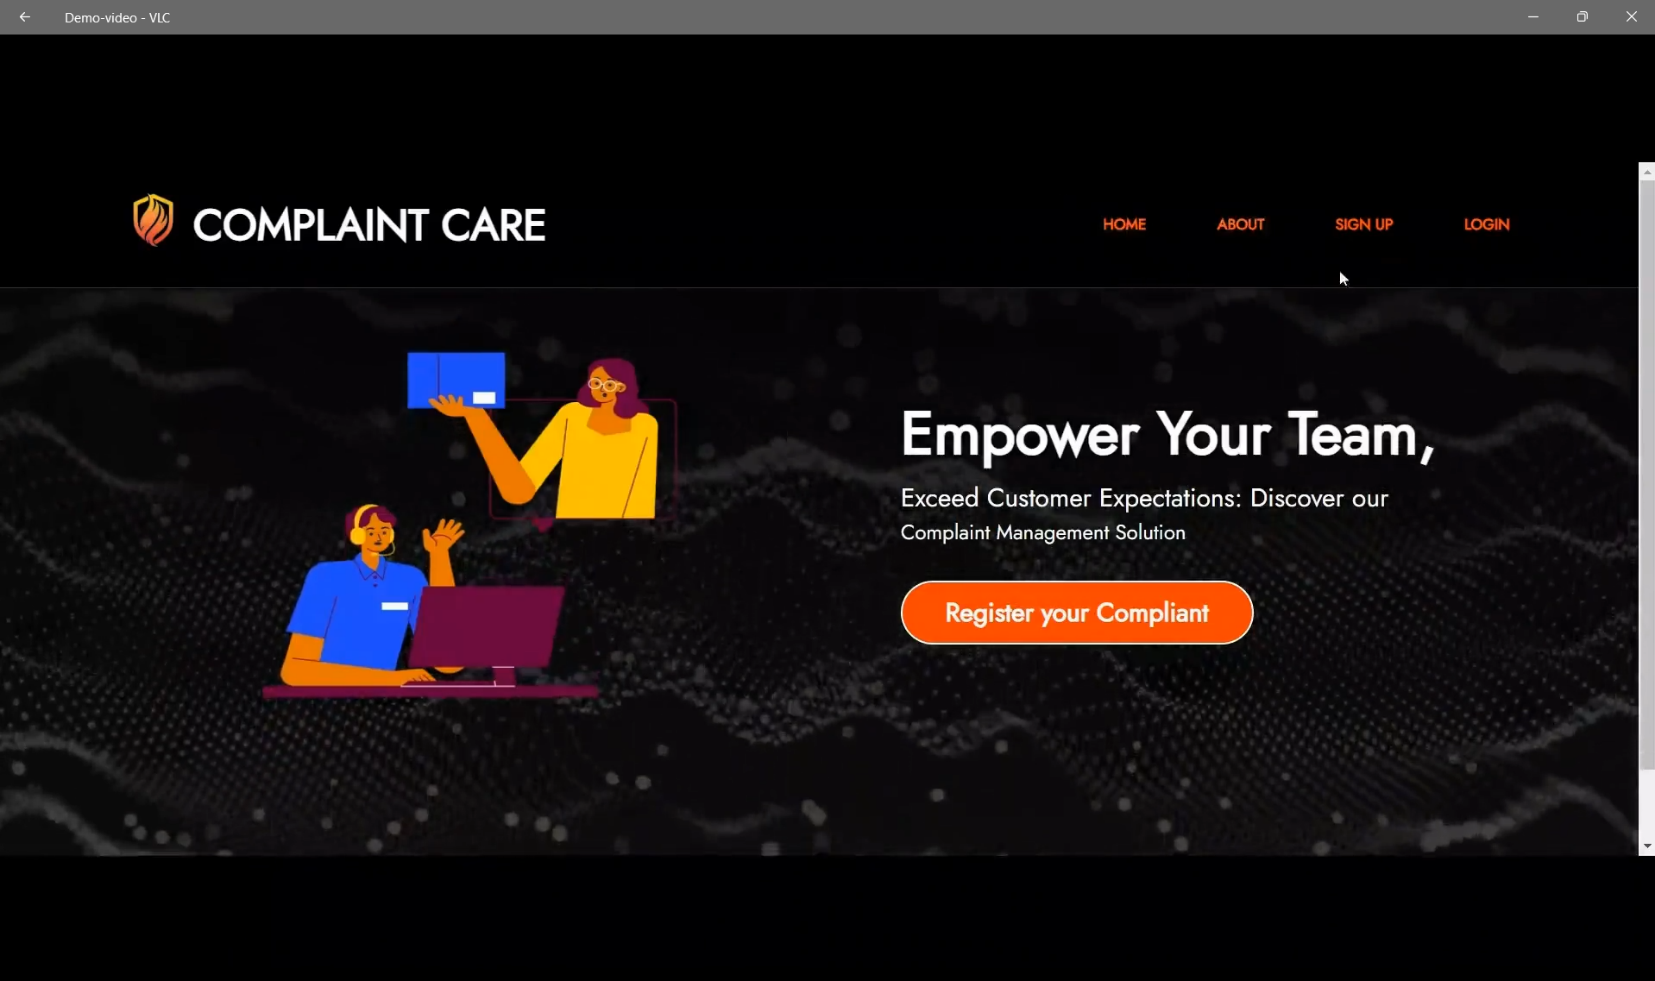 Demo-video - VLC
COMPLAINT CARE
HOME ABOUT SIGN UP LOGIN
Empower Your Team,
Exceed Customer Expectations: Discover our
Complaint Management Solution
Register your Compliant